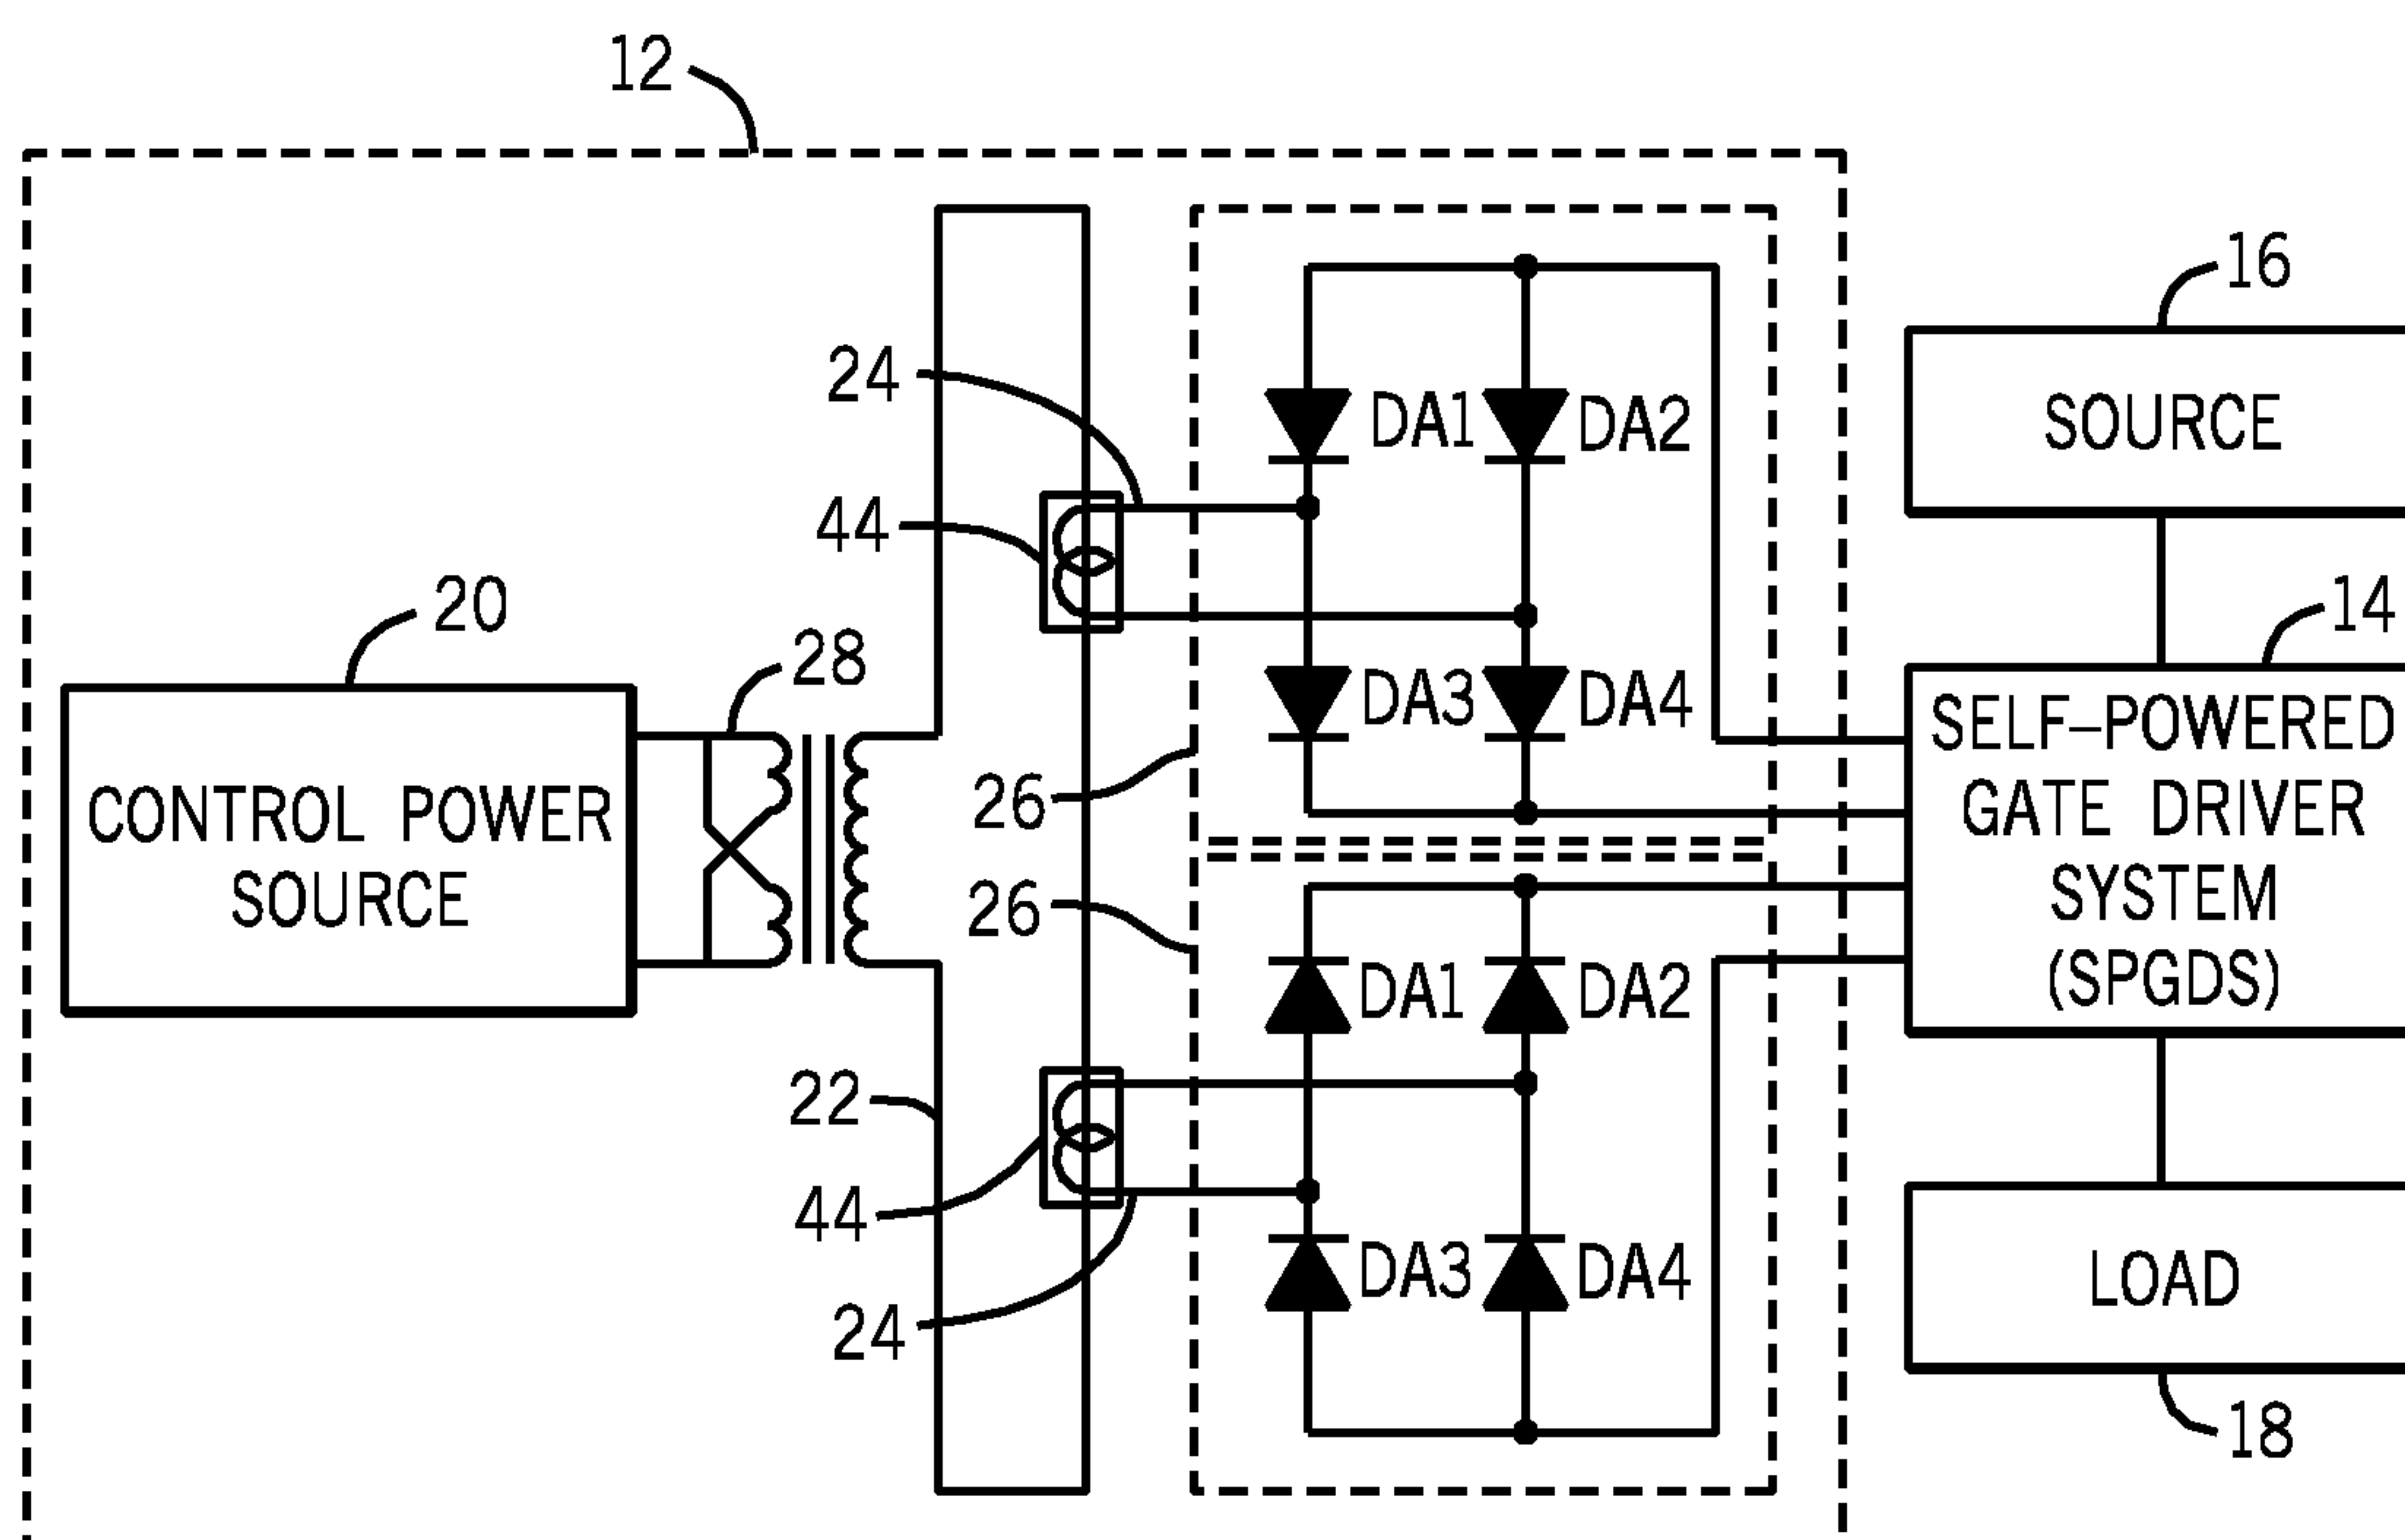 12
16
24
DA1
DA2
SOURCE
44
14
20
28
DA3
DA4
SELF-POWERED
GATE DRIVER
SYSTEM
(SPGDS)
CONTROL POWER
SOURCE
26
26
DA1
DA2
22
44
DA3
DA4
LOAD
24
18